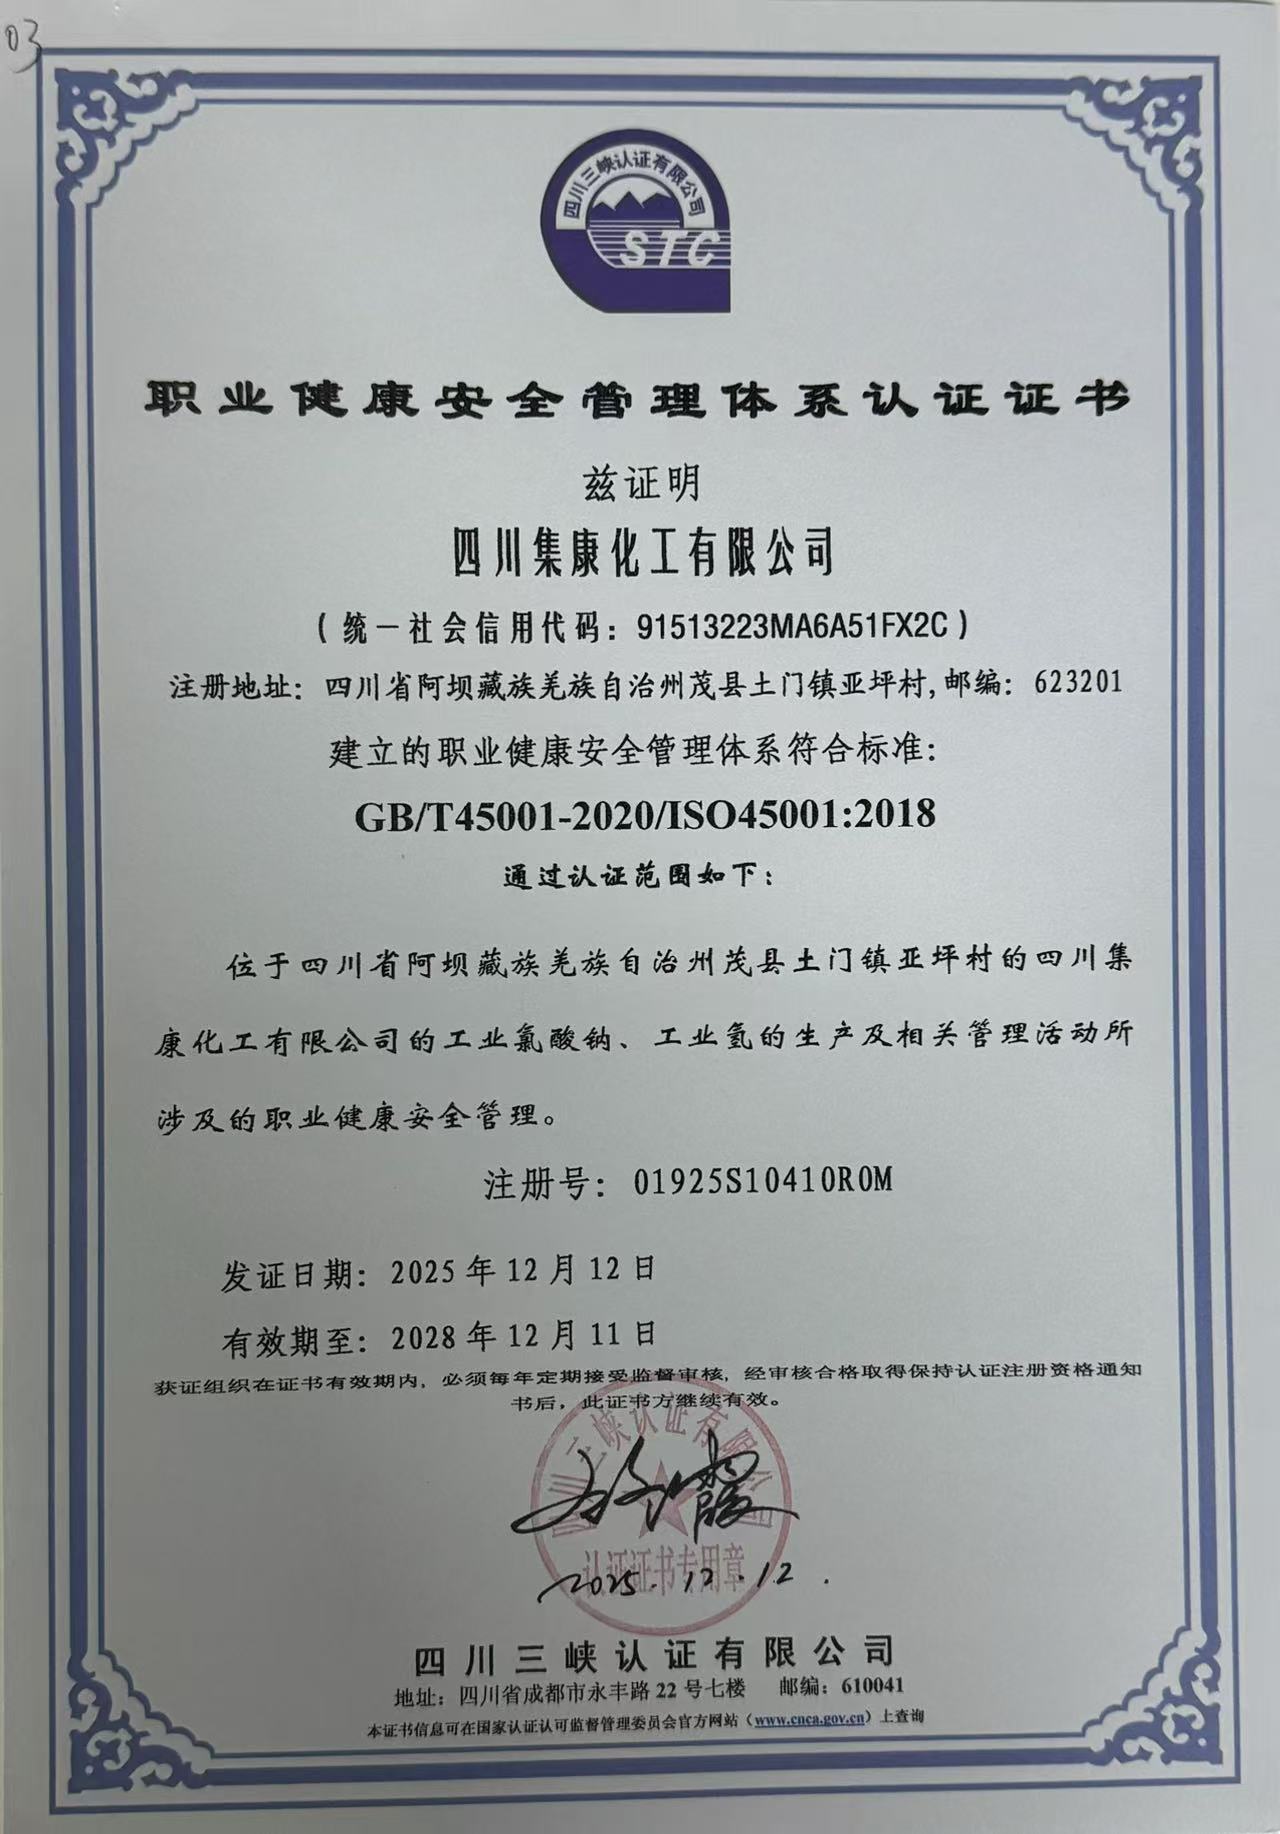 03
四川三峡认证有限公司
STC
职业健康安全管理体系认证证书
兹证明
四川集康化工有限公司
(统一社会信用代码：91513223MA6A51FX2C)
注册地址：四川省阿坝藏族羌族自治州茂县土门镇亚坪村,邮编：623201
建立的职业健康安全管理体系符合标准：
GB/T45001-2020/ISO45001:2018
通过认证范围如下：
位于四川省阿坝藏族羌族自治州茂县土门镇亚坪村的四川集
康化工有限公司的工业氯酸钠、工业氢的生产及相关管理活动所
涉及的职业健康安全管理。
注册号：01925S10410R0M
发证日期：2025年12月12日
有效期至：2028年12月11日
获证组织在证书有效期内，必须每年定期接受监督审核，经审核合格取得保持认证注册资格通知
书后，此证书方继续有效。
四川三峡认证有限公司
认证证书专用章
2025.12.12.
四川三峡认证有限公司
地址：四川省成都市永丰路22号七楼 邮编：610041
本证书信息可在国家认证认可监督管理委员会官方网站（www.cnca.gov.cn）上查询